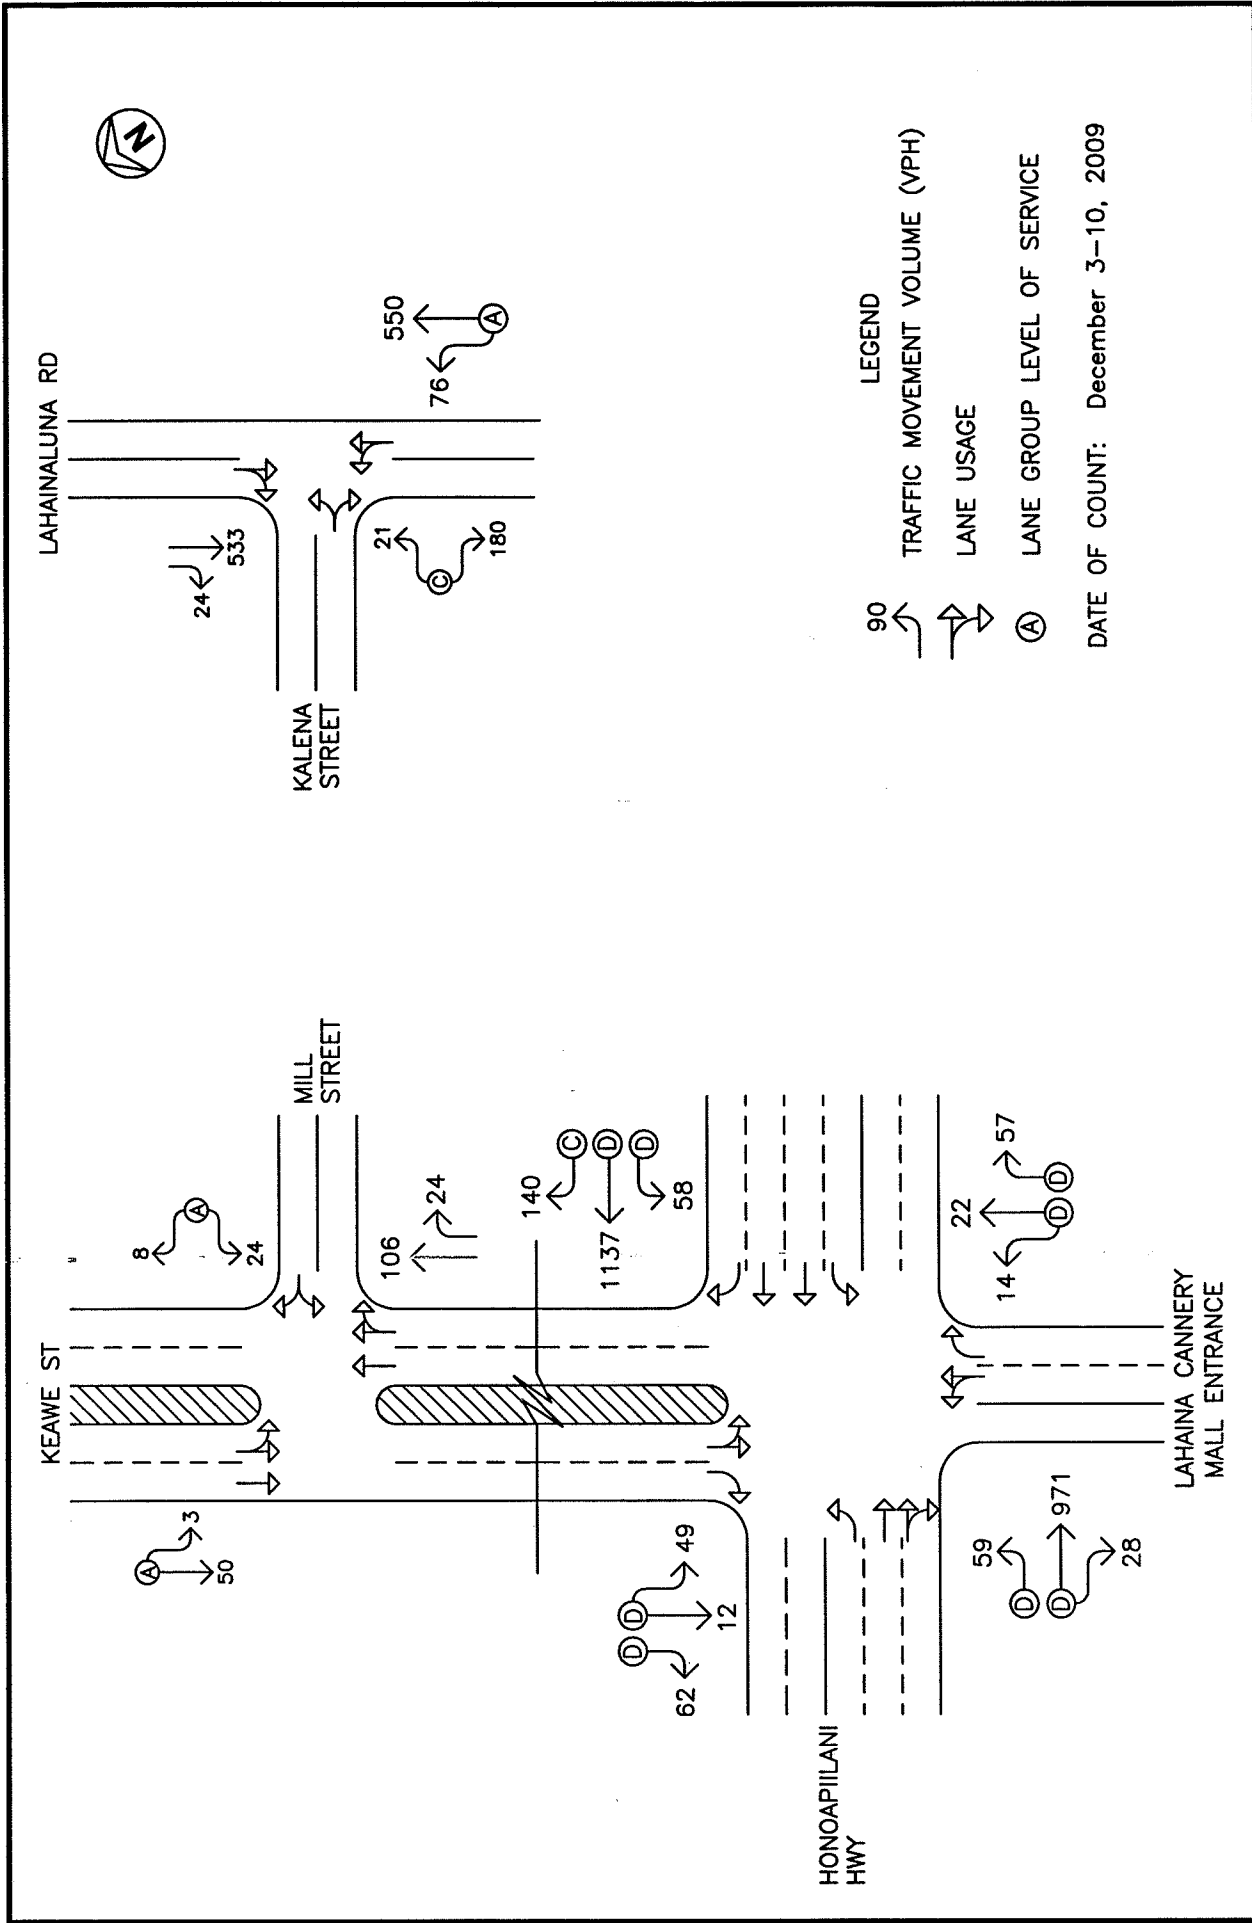 KEAWE ST
3
50
8
24
MILL
STREET
106
24
140
C
D
D
1137
58
A
A
49
D
D
12
62
HONOAPIILANI
HWY
59
971
D
D
28
22
57
14
D
D
LAHAINA CANNERY
MALL ENTRANCE
LAHAINALUNA RD
N
24
533
KALENA
STREET
21
C
180
550
76
A
LEGEND
90
TRAFFIC MOVEMENT VOLUME (VPH)
LANE USAGE
A LANE GROUP LEVEL OF SERVICE
DATE OF COUNT: December 3-10, 2009